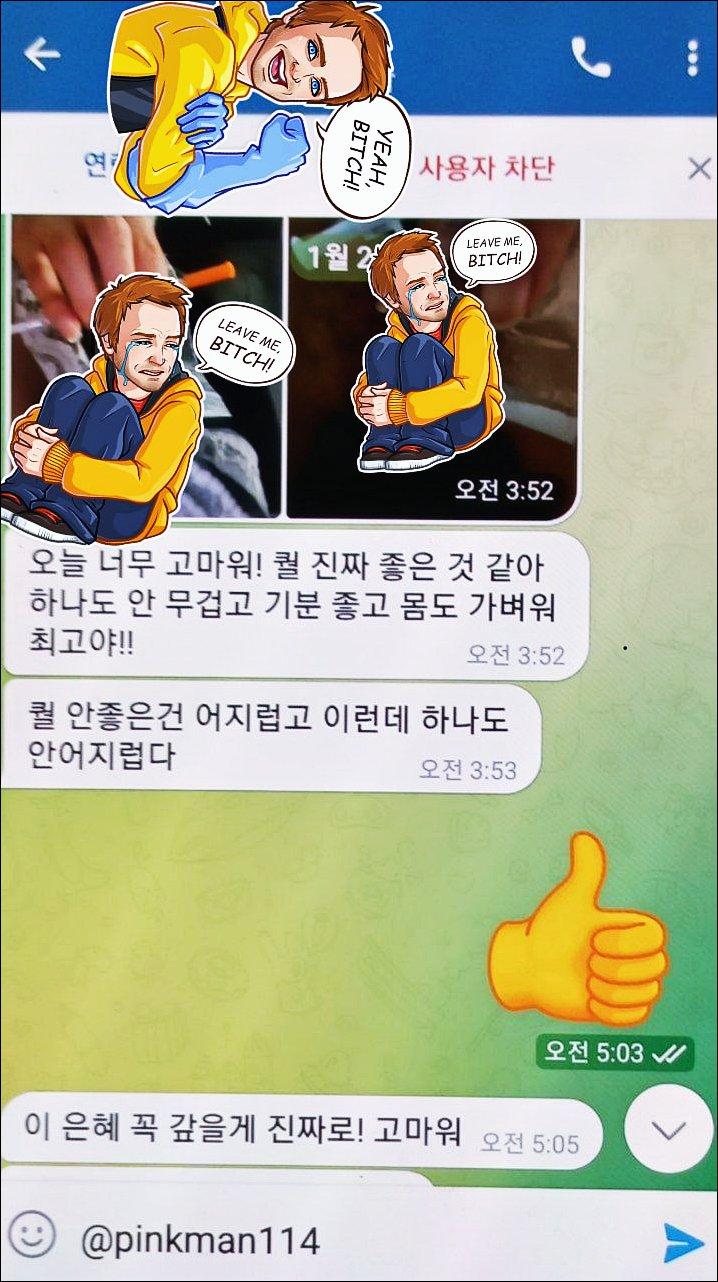 YEAH,
BITCH!
사용자 차단
LEAVE ME,
BITCH!
1월
LEAVE ME,
BITCH!
오전 3:52
오늘 너무 고마워! 퀄 진짜 좋은 것 같아
하나도 안 무겁고 기분 좋고 몸도 가벼워
최고야!!
오전 3:52
퀄 안좋은건 어지럽고 이런데 하나도
안어지럽다
오전 3:53
오전 5:03
이 은혜 꼭 갚을게 진짜로! 고마워
오전 5:05
@pinkman114